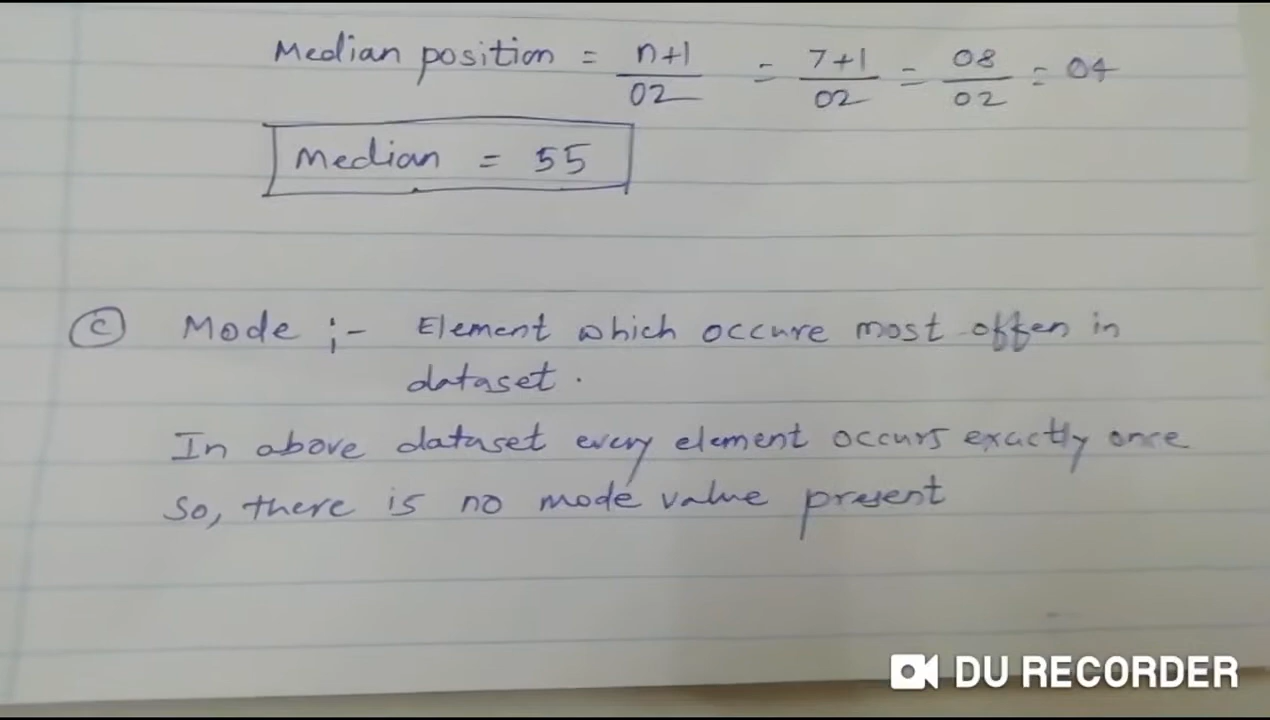 Median position = n+1/02 = 7+1/02 = 08/02 = 04
Median = 55
(c) Mode ;- Element which occure most offen in
dataset.
In above dataset every element occurs exactly once
So, there is no mode value present
DU RECORDER